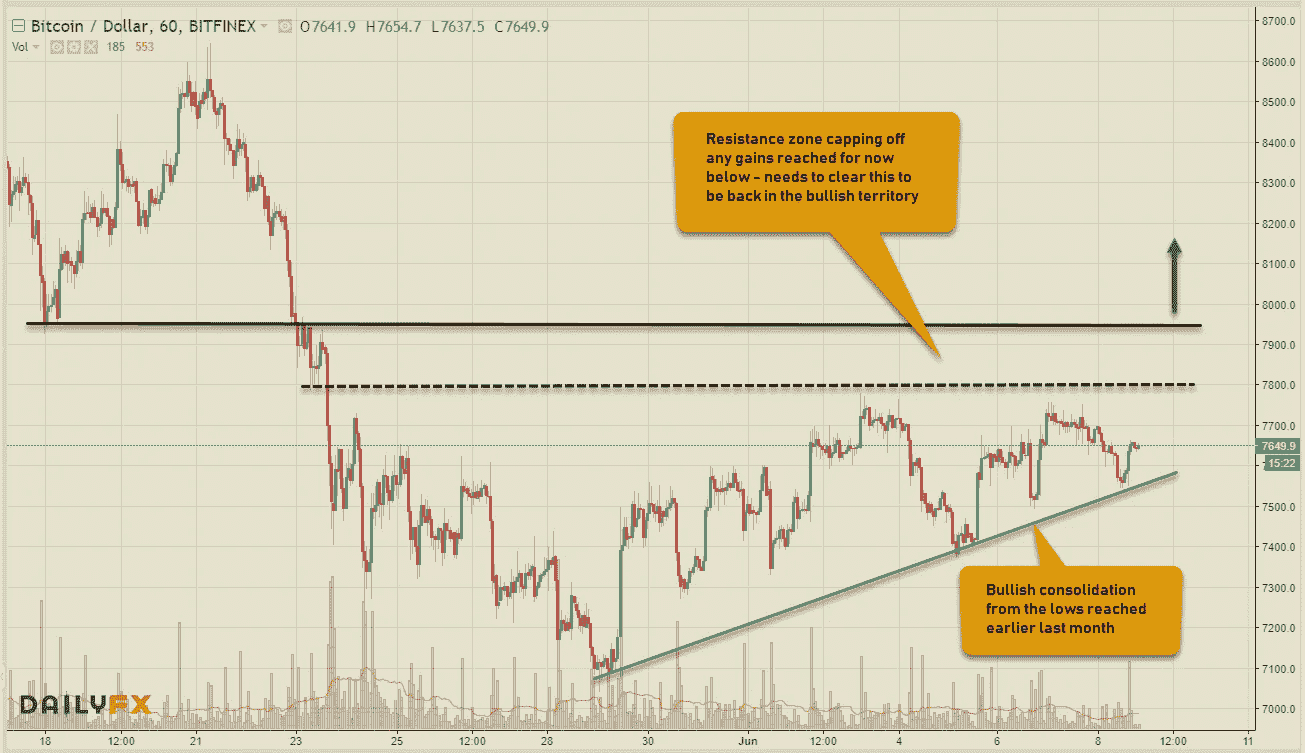 Bitcoin / Dollar, 60, BITFINEX O7641.9 H7654.7 L7637.5 C7649.9
Vol 185 553
8700.0
8600.0
8500.0
8400.0
8300.0
8200.0
8100.0
8000.0
7900.0
7800.0
7700.0
7649.9
15:22
7500.0
7400.0
7300.0
7200.0
7100.0
7000.0
Resistance zone capping off
any gains reached for now
below - needs to clear this to
be back in the bullish territory
Bullish consolidation
from the lows reached
earlier last month
DAILYFX
18 12:00 21 23 25 12:00 28 30 Jun 12:00 4 6 8 12:00 11